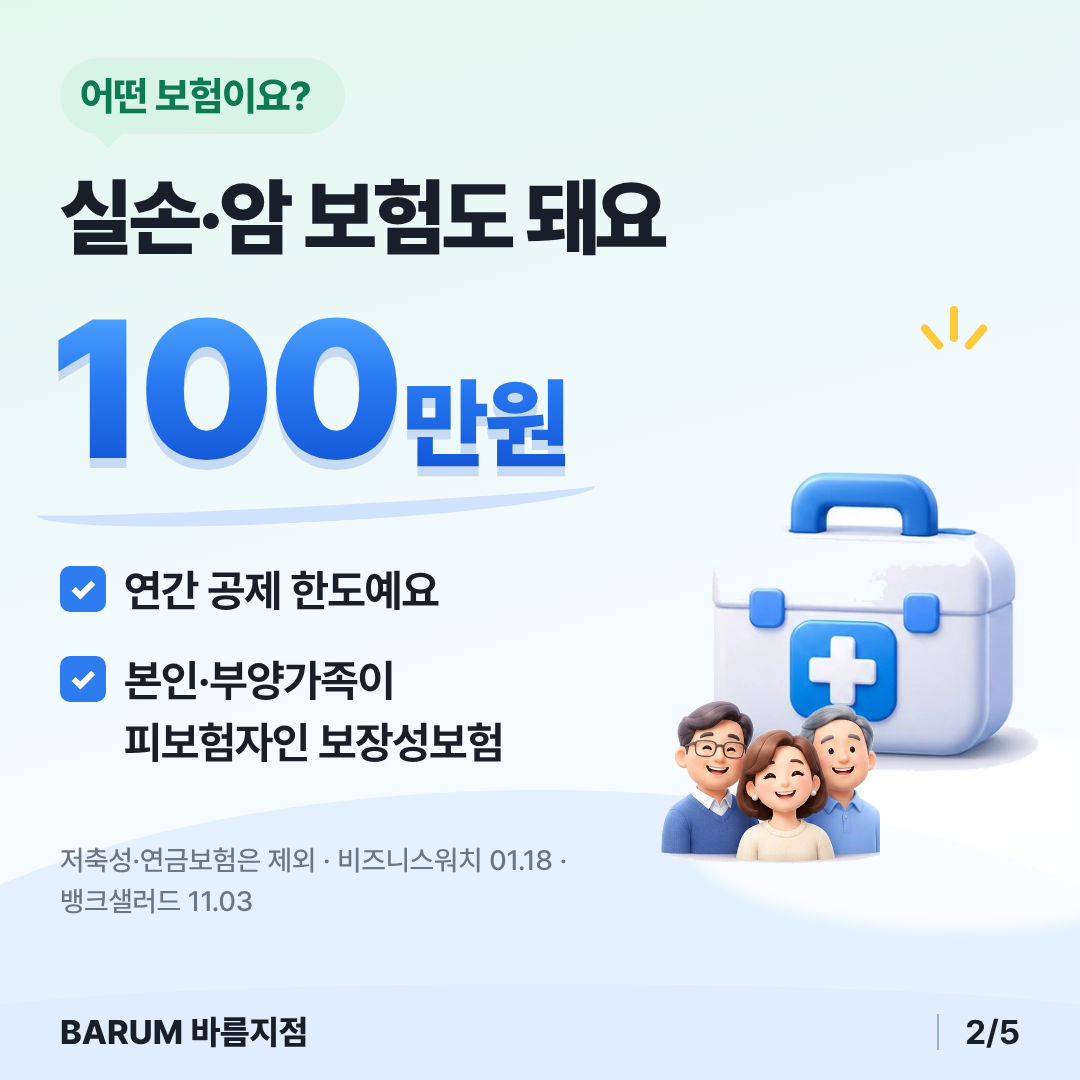 어떤 보험이요?
실손·암 보험도 돼요
100만원
연간 공제 한도예요
본인·부양가족이
피보험자인 보장성보험
저축성·연금보험은 제외 · 비즈니스워치 01.18 ·
뱅크샐러드 11.03
BARUM 바름지점
2/5